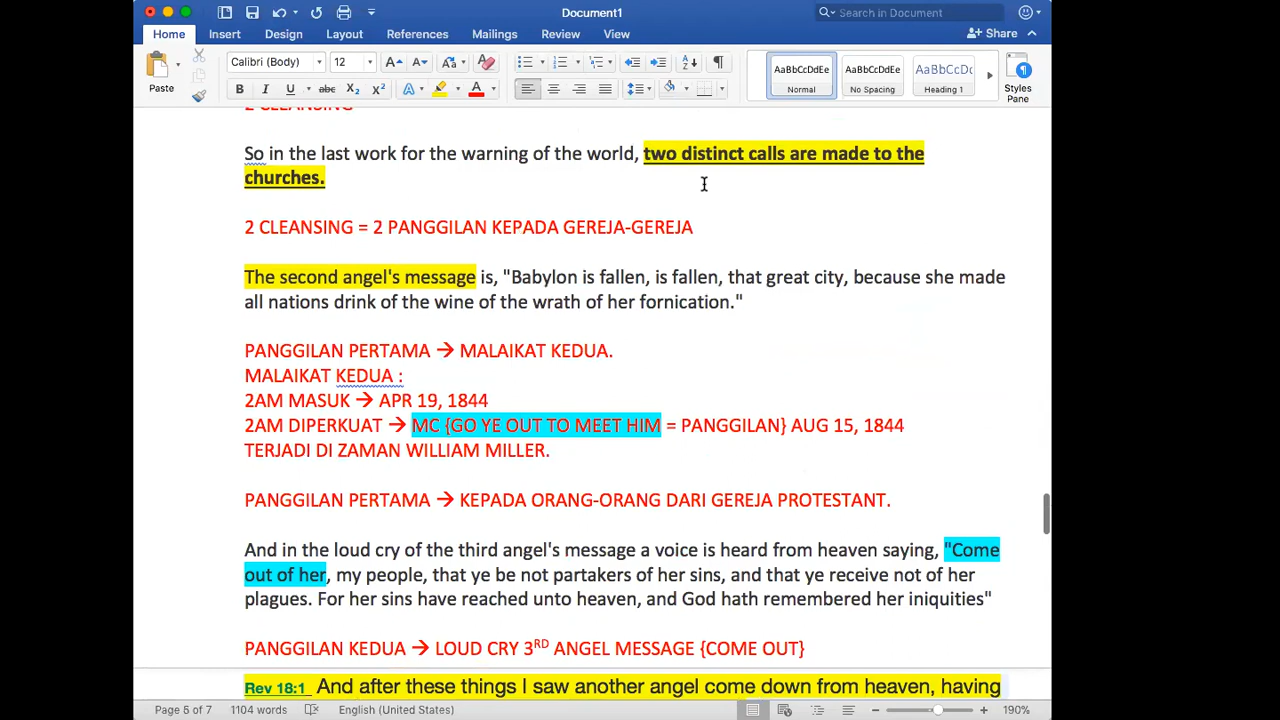 Document1
Search in Document
Home Insert Design Layout References Mailings Review View Share
Calibri (Body) 12
Paste
AaBbCcDdEe AaBbCcDdEe AaBbCcDc
Normal No Spacing Heading 1 Styles Pane
2 CLEANSING
So in the last work for the warning of the world, two distinct calls are made to the
churches.
2 CLEANSING = 2 PANGGILAN KEPADA GEREJA-GEREJA
The second angel's message is, "Babylon is fallen, is fallen, that great city, because she made
all nations drink of the wine of the wrath of her fornication."
PANGGILAN PERTAMA → MALAIKAT KEDUA.
MALAIKAT KEDUA :
2AM MASUK → APR 19, 1844
2AM DIPERKUAT → MC {GO YE OUT TO MEET HIM = PANGGILAN} AUG 15, 1844
TERJADI DI ZAMAN WILLIAM MILLER.
PANGGILAN PERTAMA → KEPADA ORANG-ORANG DARI GEREJA PROTESTANT.
And in the loud cry of the third angel's message a voice is heard from heaven saying, "Come
out of her, my people, that ye be not partakers of her sins, and that ye receive not of her
plagues. For her sins have reached unto heaven, and God hath remembered her iniquities"
PANGGILAN KEDUA → LOUD CRY 3RD ANGEL MESSAGE {COME OUT}
Rev 18:1 And after these things I saw another angel come down from heaven, having
Page 5 of 7 1104 words English (United States) 190%